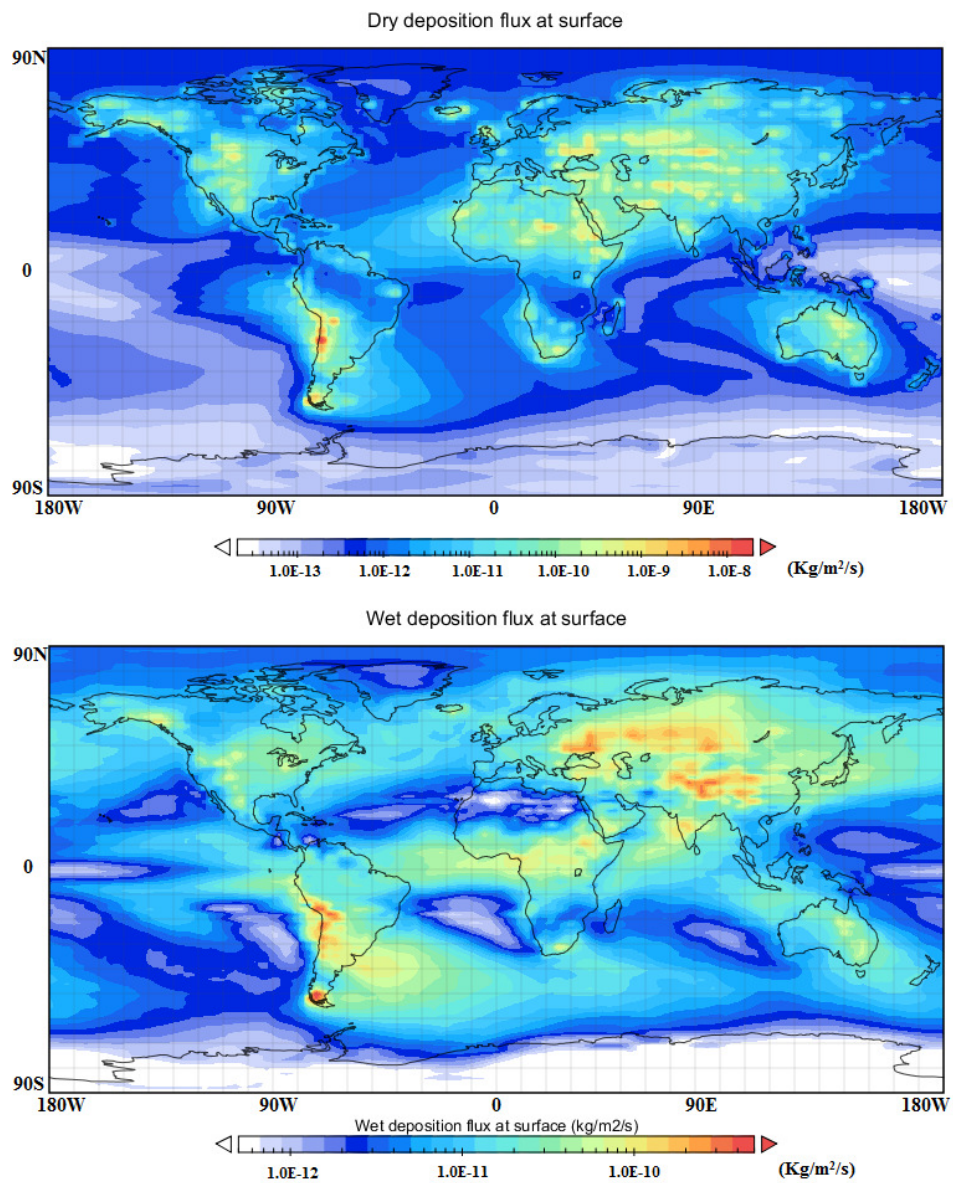 Dry deposition flux at surface
90N
0
90S
180W 90W 0 90E 180W
1.0E-13 1.0E-12 1.0E-11 1.0E-10 1.0E-9 1.0E-8 (Kg/m²/s)
Wet deposition flux at surface
90N
0
90S
180W 90W 0 90E 180W
Wet deposition flux at surface (kg/m2/s)
1.0E-12 1.0E-11 1.0E-10 (Kg/m²/s)